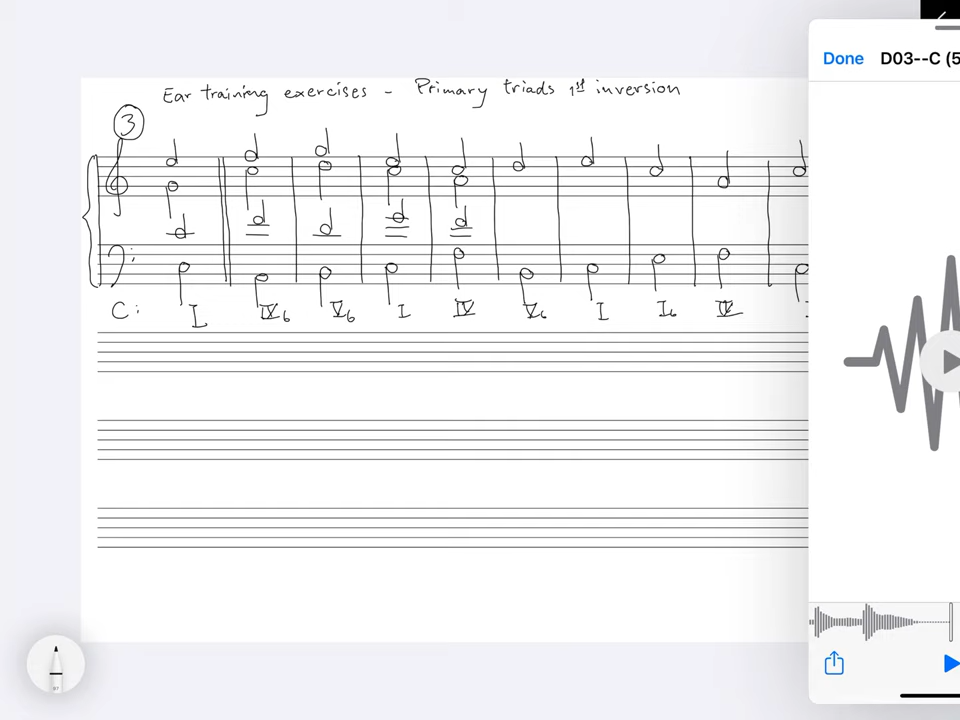 Done D03--C (5
Ear training exercises - Primary triads 1st inversion
3
C: I IV6 V6 I IV V6 I I6 IV